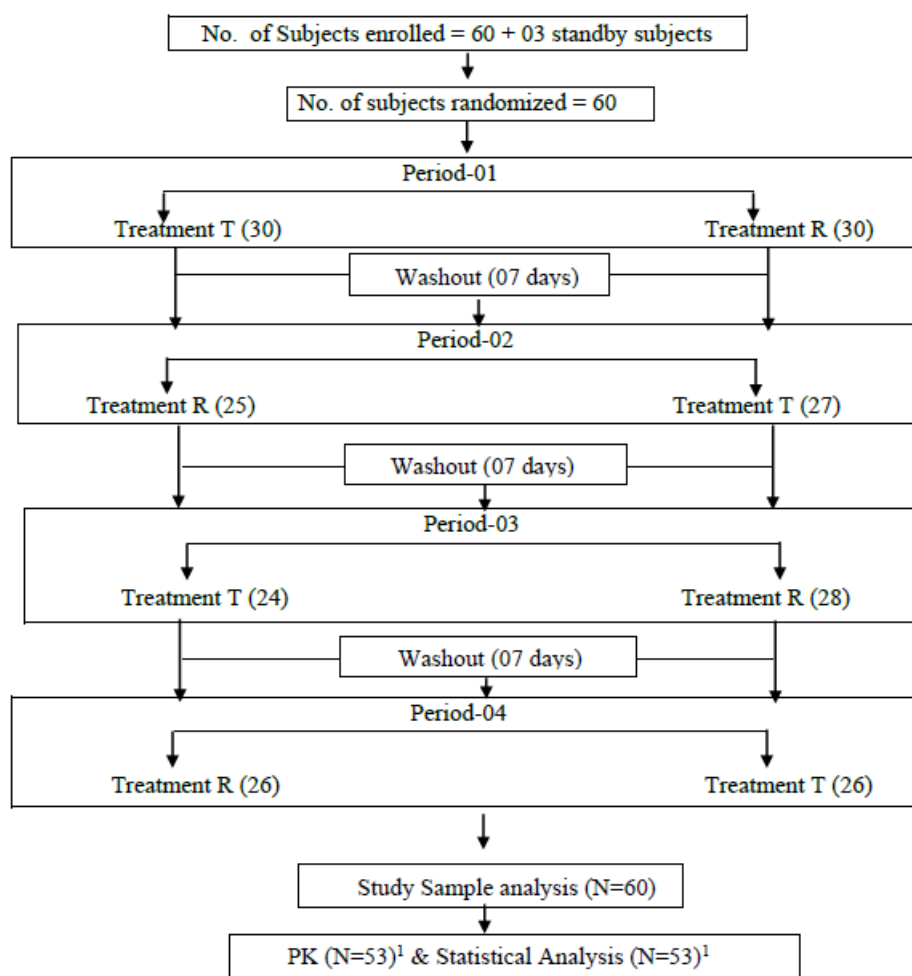 No. of Subjects enrolled = 60 + 03 standby subjects
No. of subjects randomized = 60
Period-01
Treatment T (30)
Treatment R (30)
Washout (07 days)
Period-02
Treatment R (25)
Treatment T (27)
Washout (07 days)
Period-03
Treatment T (24)
Treatment R (28)
Washout (07 days)
Period-04
Treatment R (26)
Treatment T (26)
Study Sample analysis (N=60)
PK (N=53)¹ & Statistical Analysis (N=53)¹